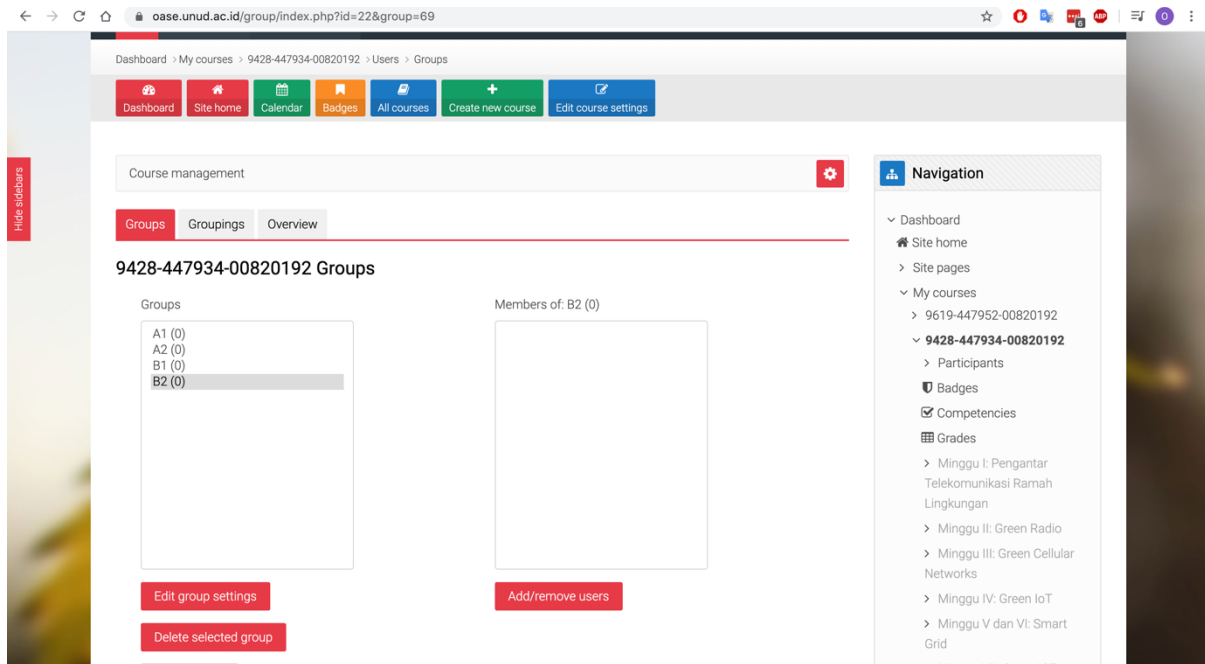 oase.unud.ac.id/group/index.php?id=22&group=69
6
ABP
O
Dashboard > My courses > 9428-447934-00820192 > Users > Groups
Dashboard
Site home
Calendar
Badges
All courses
Create new course
Edit course settings
Hide sidebars
Course management
Groups
Groupings
Overview
9428-447934-00820192 Groups
Groups
A1 (0)
A2 (0)
B1 (0)
B2 (0)
Edit group settings
Delete selected group
Members of: B2 (0)
Add/remove users
Navigation
Dashboard
Site home
Site pages
My courses
9619-447952-00820192
9428-447934-00820192
Participants
Badges
Competencies
Grades
Minggu I: Pengantar
Telekomunikasi Ramah
Lingkungan
Minggu II: Green Radio
Minggu III: Green Cellular
Networks
Minggu IV: Green IoT
Minggu V dan VI: Smart
Grid